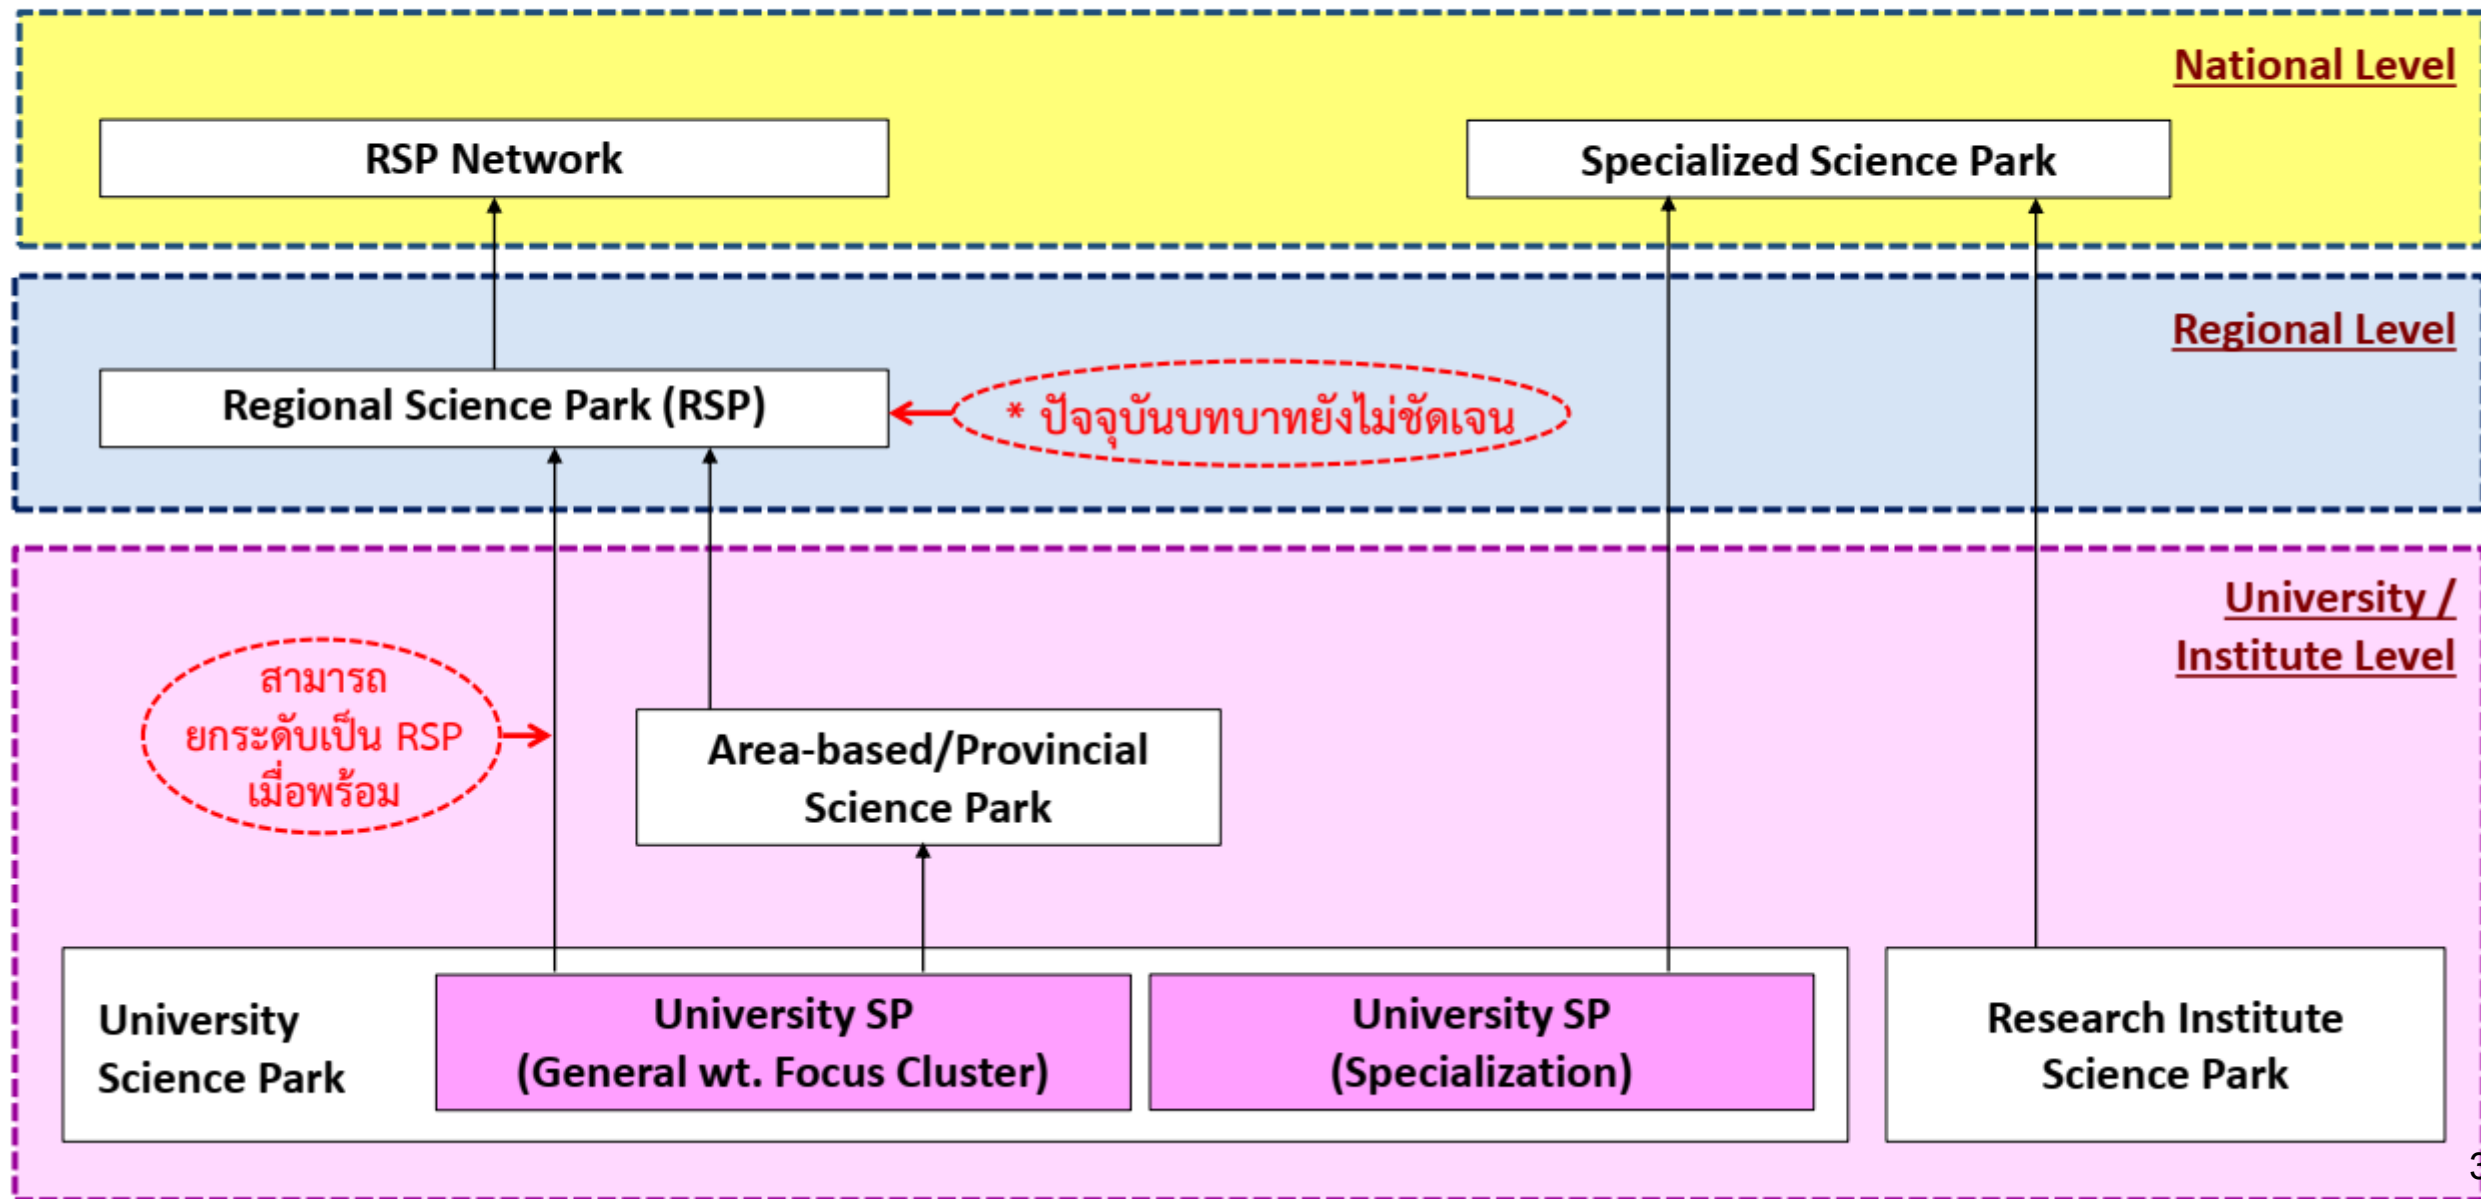 National Level
RSP Network
Specialized Science Park
Regional Level
Regional Science Park (RSP)
* ปัจจุบันบทบาทยังไม่ชัดเจน
University /
Institute Level
สามารถ
ยกระดับเป็น RSP
เมื่อพร้อม
Area-based/Provincial
Science Park
University
Science Park
University SP
(General wt. Focus Cluster)
University SP
(Specialization)
Research Institute
Science Park
3